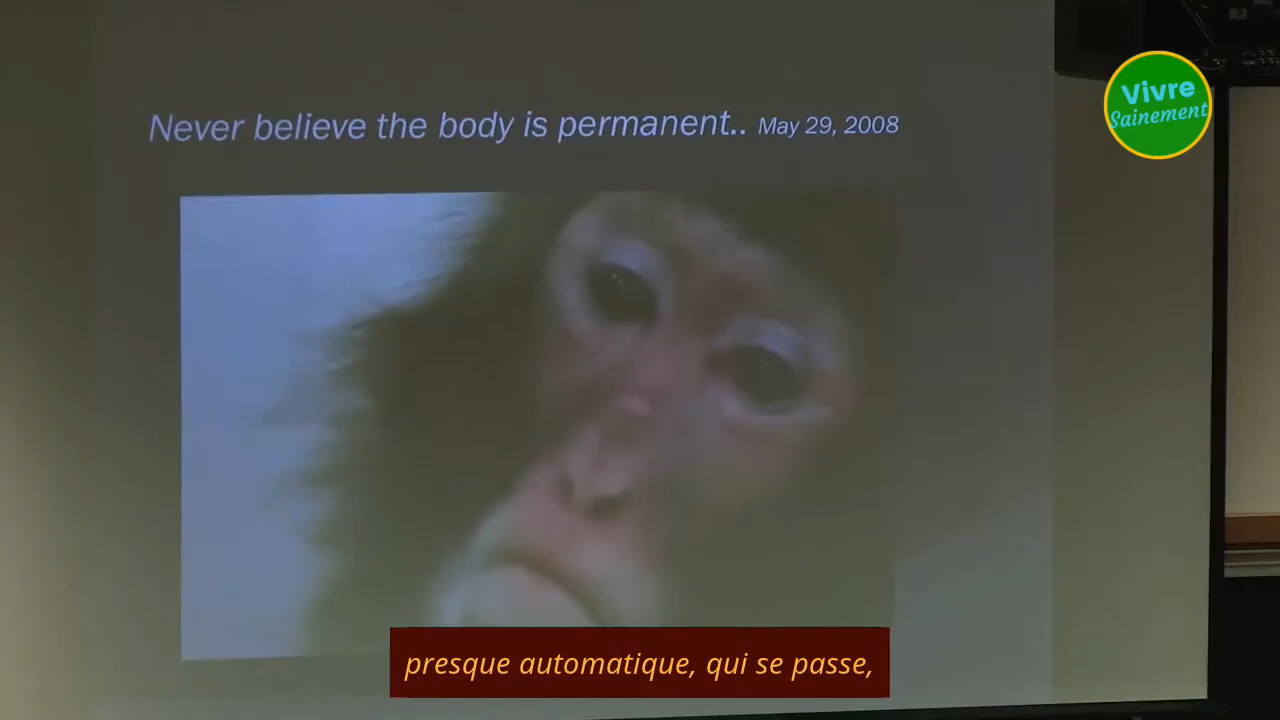 Never believe the body is permanent.. May 29, 2008
Vivre
Sainement
presque automatique, qui se passe,